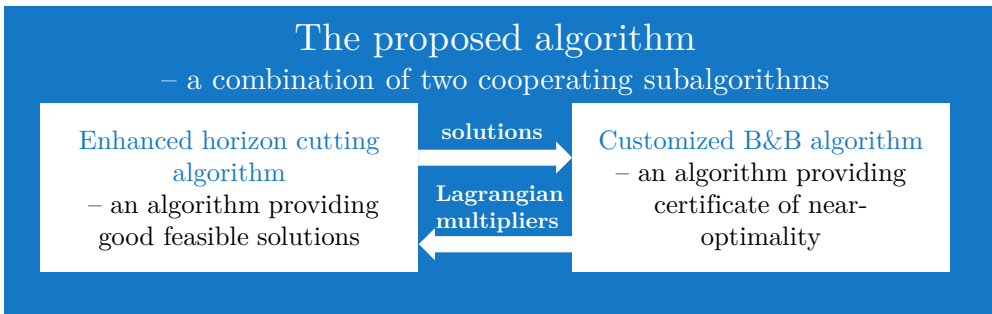 The proposed algorithm
– a combination of two cooperating subalgorithms
Enhanced horizon cutting
algorithm
– an algorithm providing
good feasible solutions
solutions
Lagrangian
multipliers
Customized B&B algorithm
– an algorithm providing
certificate of near-
optimality